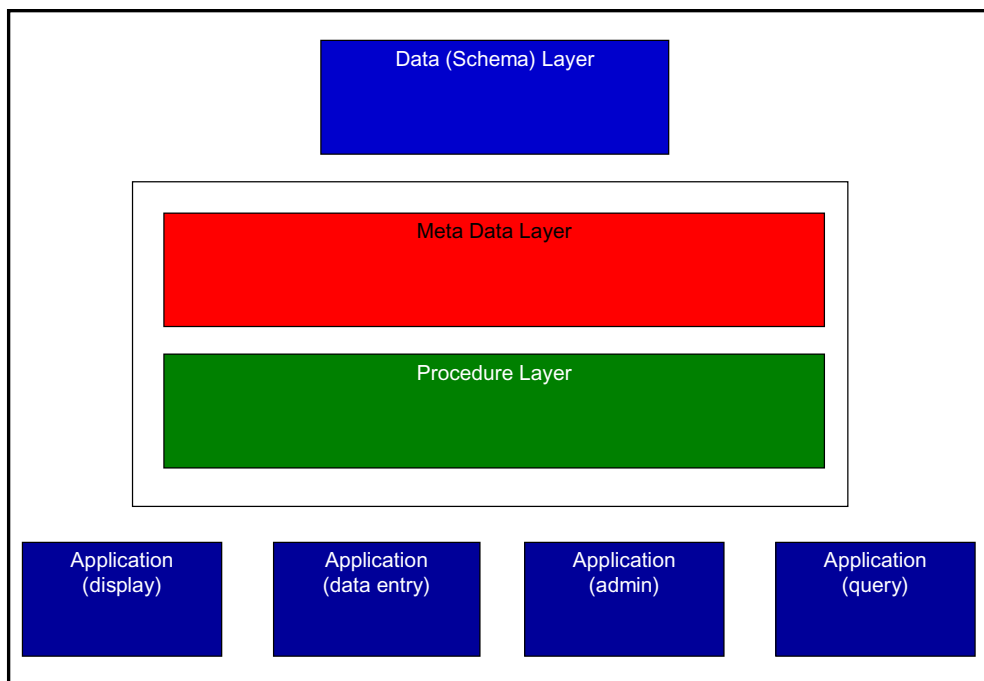 Data (Schema) Layer
Meta Data Layer
Procedure Layer
Application
(display)
Application
(data entry)
Application
(admin)
Application
(query)